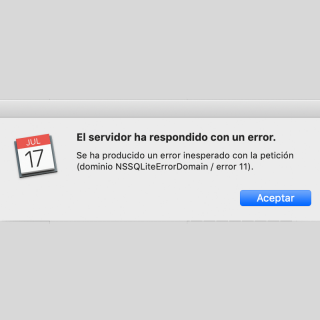 JUL
17
El servidor ha respondido con un error.
Se ha producido un error inesperado con la petición
(dominio NSSQLiteErrorDomain / error 11).
Aceptar